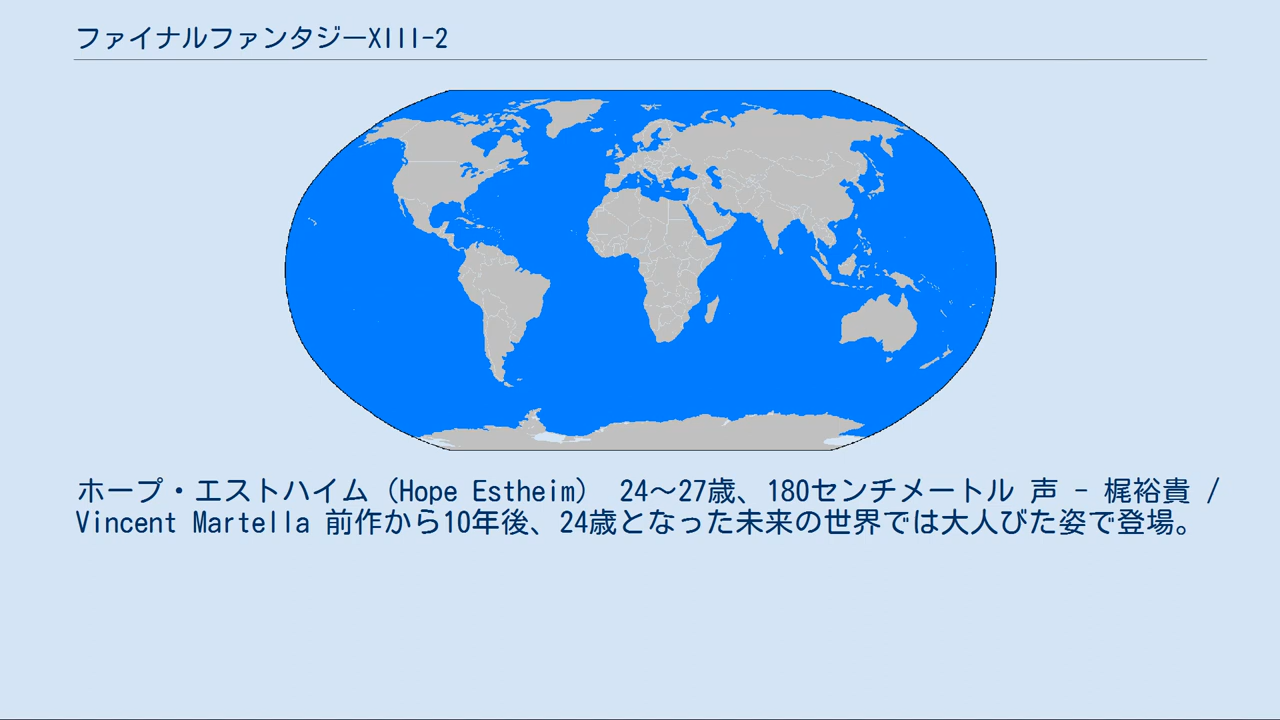 ファイナルファンタジーXIII-2
ホープ・エストハイム（Hope Estheim） 24〜27歳、180センチメートル 声 - 梶裕貴 /
Vincent Martella 前作から10年後、24歳となった未来の世界では大人びた姿で登場。